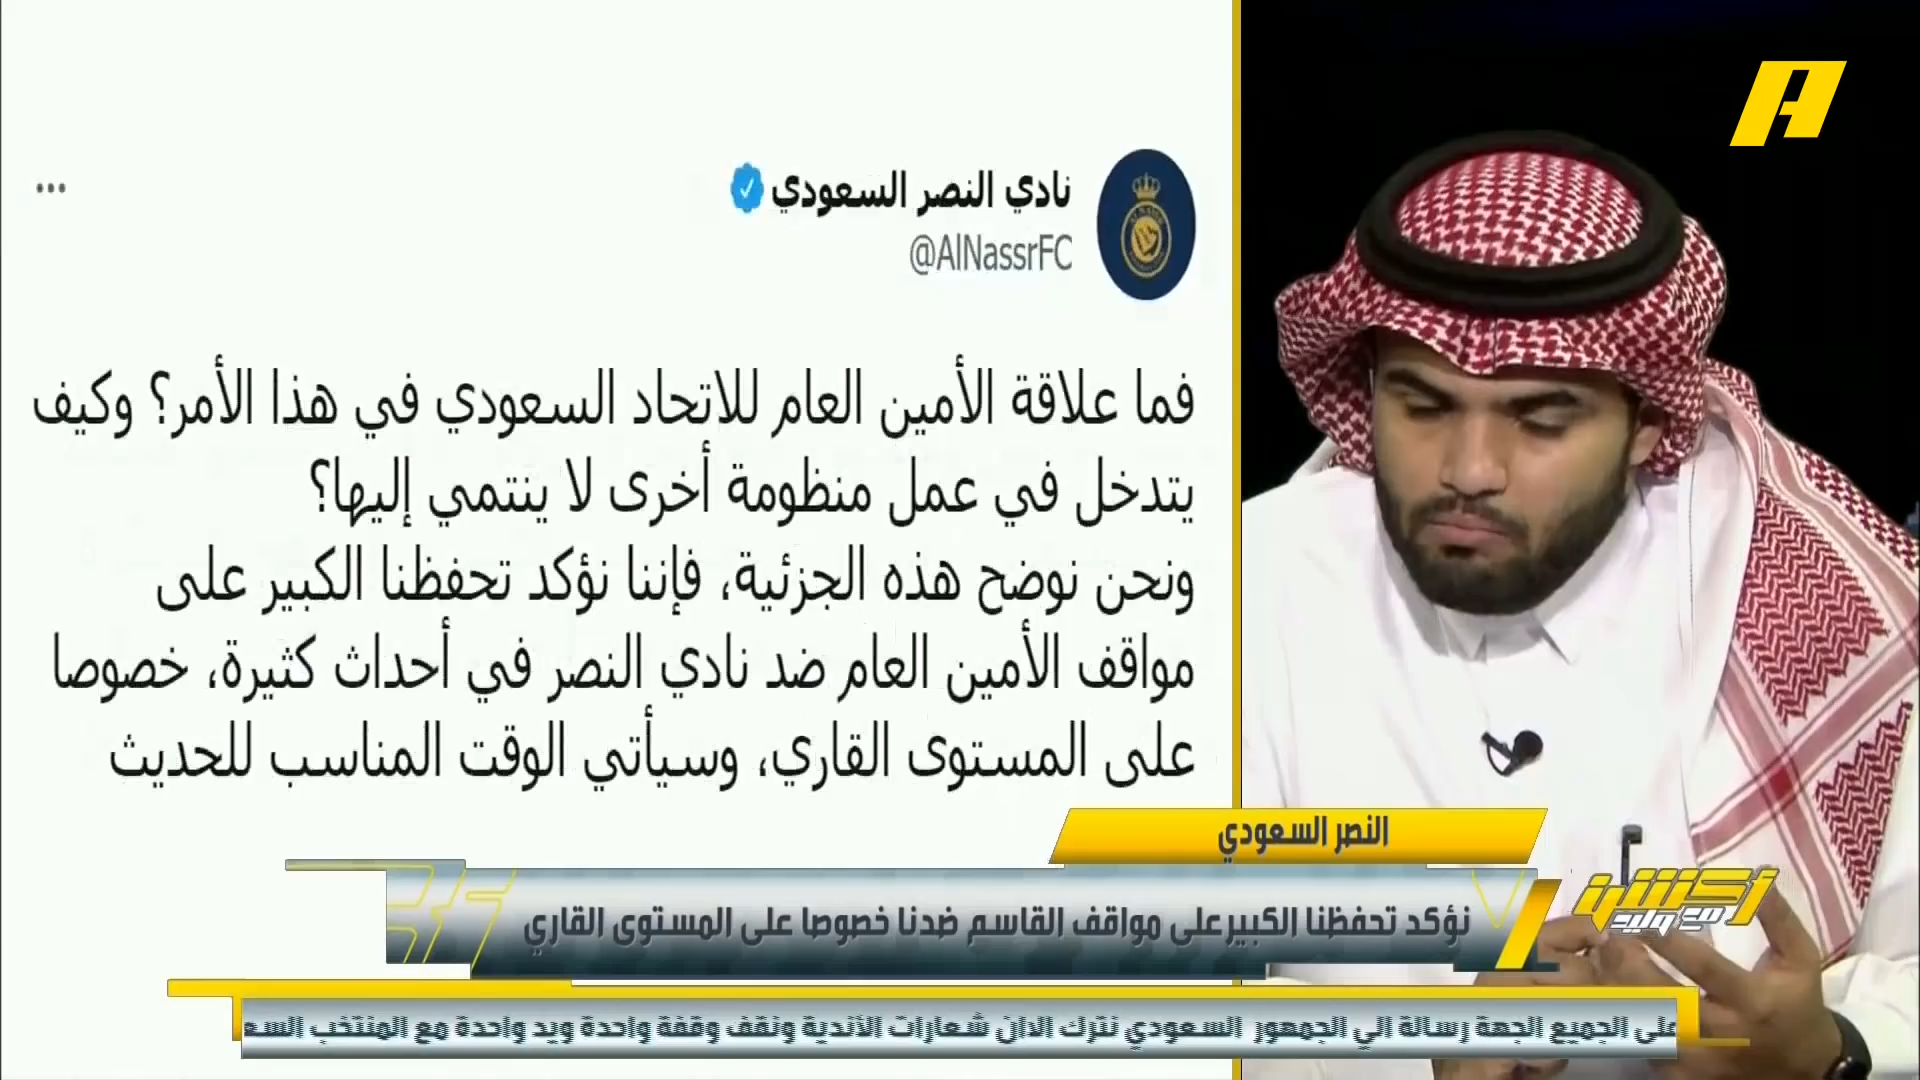 نادي النصر السعودي
@AlNassrFC
فما علاقة الأمين العام للاتحاد السعودي في هذا الأمر؟ وكيف
يتدخل في عمل منظومة أخرى لا ينتمي إليها؟
ونحن نوضح هذه الجزئية، فإننا نؤكد تحفظنا الكبير على
مواقف الأمين العام ضد نادي النصر في أحداث كثيرة، خصوصا
على المستوى القاري، وسيأتي الوقت المناسب للحديث
النصر السعودي
نؤكد تحفظنا الكبيرعلى مواقف القاسم ضدنا خصوصا على المستوى القاري
أكشن
مع وليد
على الجميع الجهة رسالة الي الجمهور السعودي نترك الان شعارات الأندية ونقف وقفة واحدة ويد واحدة مع المنتخب السع